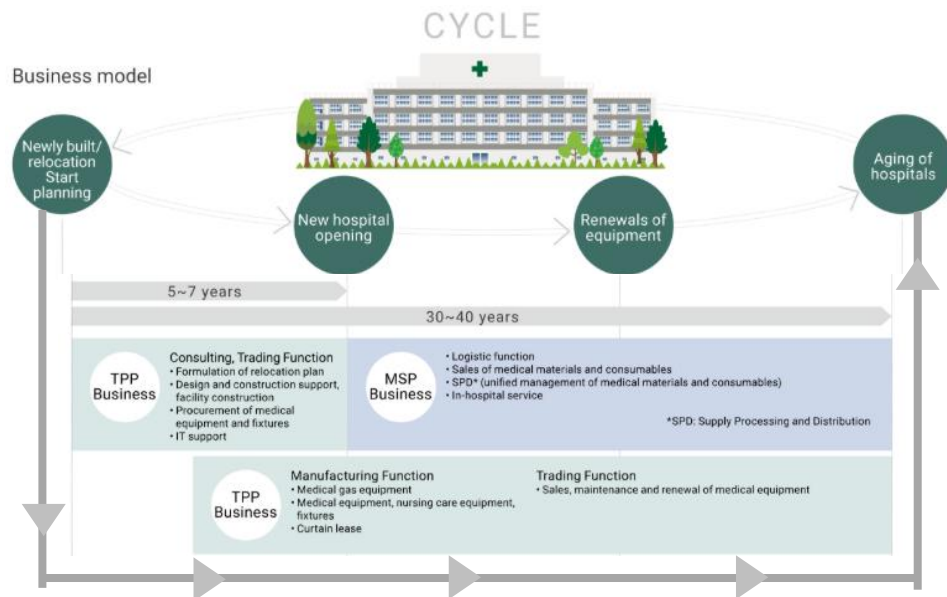 CYCLE
Business model
Newly built/
relocation
Start
planning
New hospital
opening
Renewals of
equipment
Aging of
hospitals
5~7 years
30~40 years
TPP
Business
Consulting, Trading Function
• Formulation of relocation plan
• Design and construction support,
facility construction
• Procurement of medical
equipment and fixtures
• IT support
MSP
Business
• Logistic function
• Sales of medical materials and consumables
• SPD* (unified management of medical materials and consumables)
• In-hospital service
*SPD: Supply Processing and Distribution
TPP
Business
Manufacturing Function
• Medical gas equipment
• Medical equipment, nursing care equipment,
fixtures
• Curtain lease
Trading Function
• Sales, maintenance and renewal of medical equipment